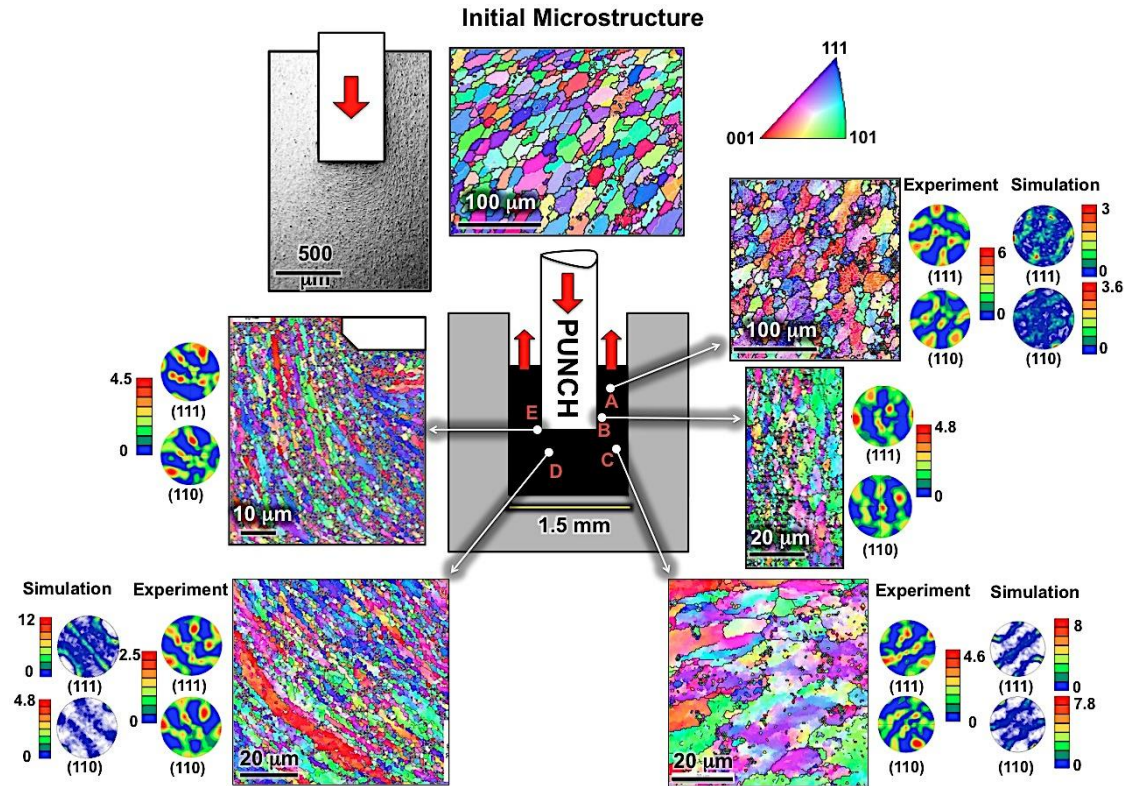 Initial Microstructure
500
μm
100 μm
111
001
101
Experiment
Simulation
100 μm
(111)
(110)
6
0
(111)
(110)
3
0
3.6
0
PUNCH
A
B
C
D
E
1.5 mm
4.5
0
(111)
(110)
10 μm
20 μm
(111)
(110)
4.8
0
Simulation
Experiment
12
0
4.8
0
(111)
(110)
2.5
0
(111)
(110)
20 μm
20 μm
Experiment
Simulation
(111)
(110)
4.6
0
(111)
(110)
8
0
7.8
0